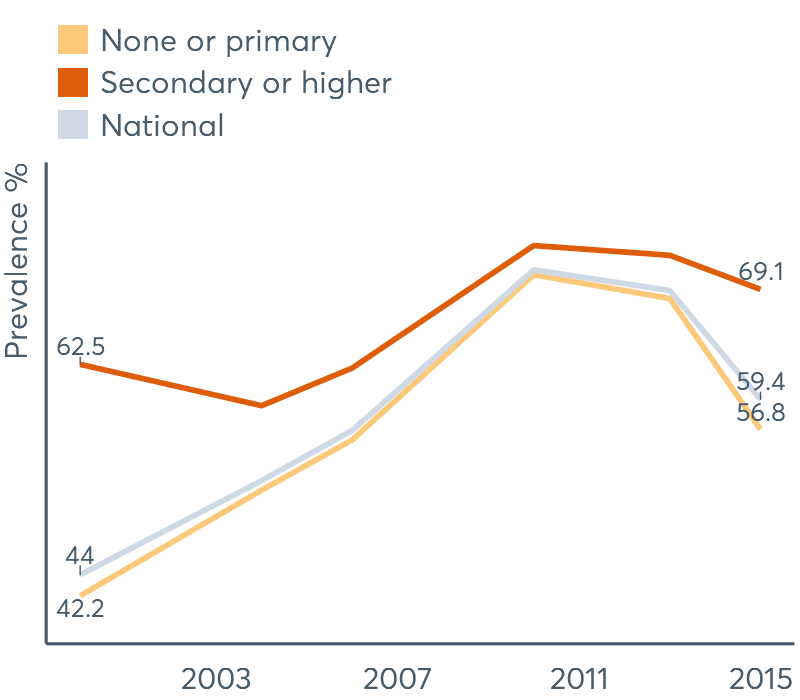 None or primary
Secondary or higher
National
Prevalence %
62.5
44
42.2
69.1
59.4
56.8
2003 2007 2011 2015